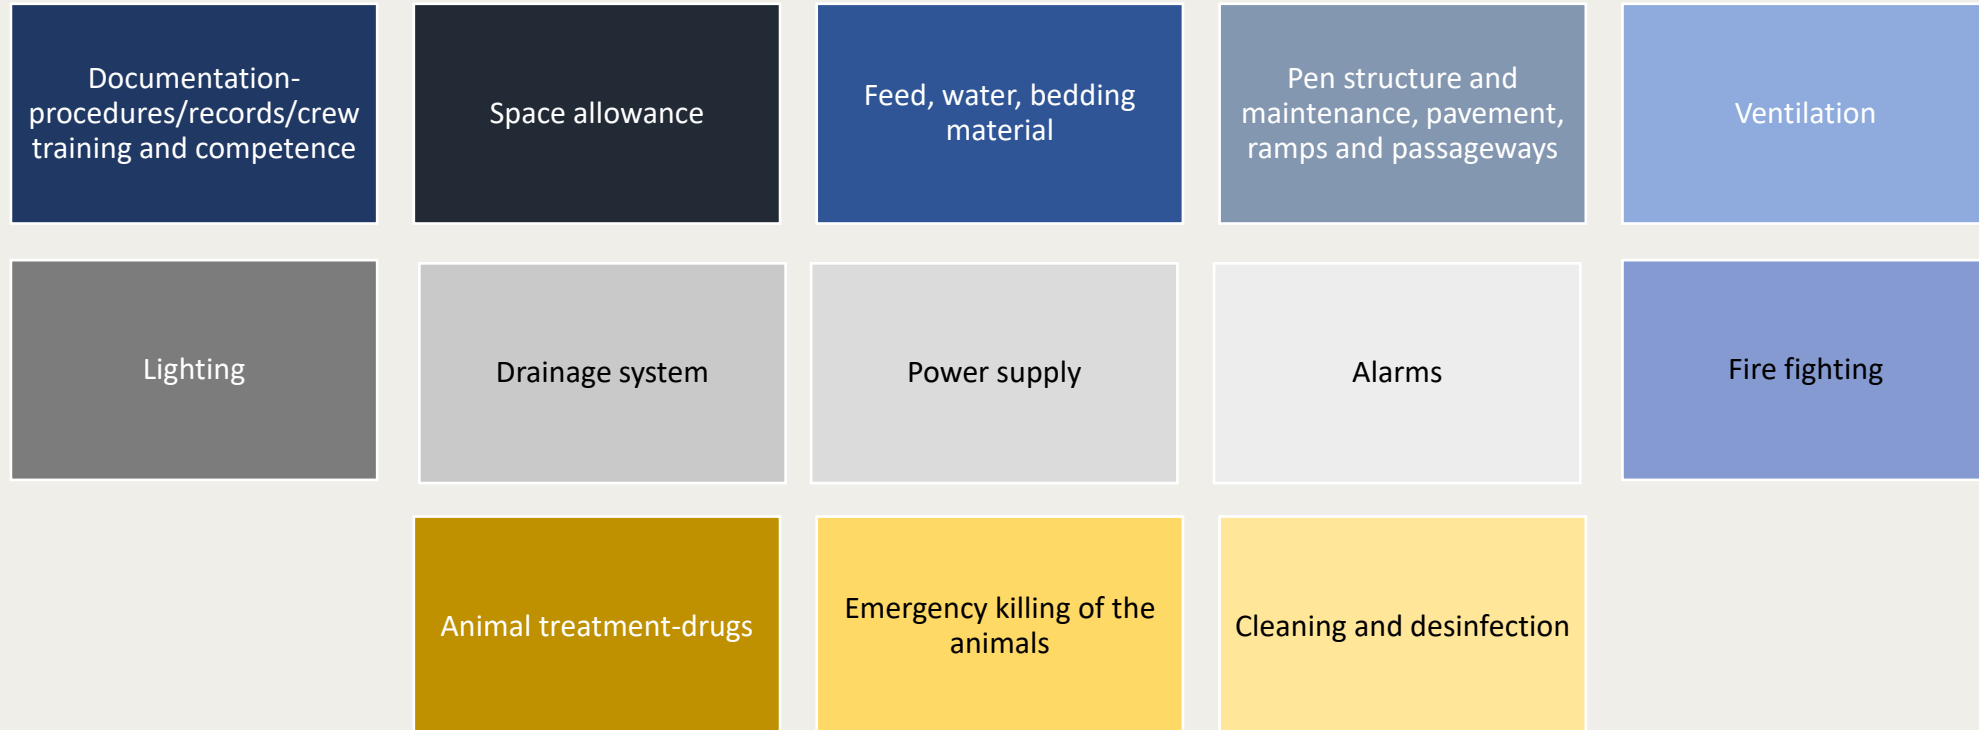 Documentation-
procedures/records/crew
training and competence
Space allowance
Feed, water, bedding
material
Pen structure and
maintenance, pavement,
ramps and passageways
Ventilation
Lighting
Drainage system
Power supply
Alarms
Fire fighting
Animal treatment-drugs
Emergency killing of the
animals
Cleaning and desinfection